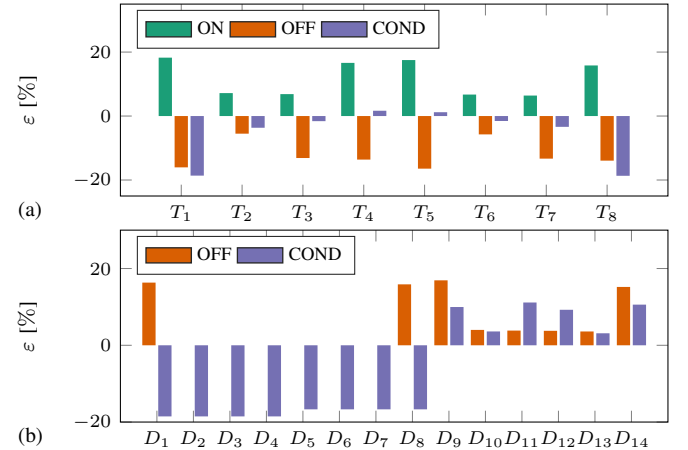 ON OFF COND
20
0
−20
ε [%]
T1 T2 T3 T4 T5 T6 T7 T8
(a)
OFF COND
20
0
−20
ε [%]
D1 D2 D3 D4 D5 D6 D7 D8 D9 D10 D11 D12 D13 D14
(b)